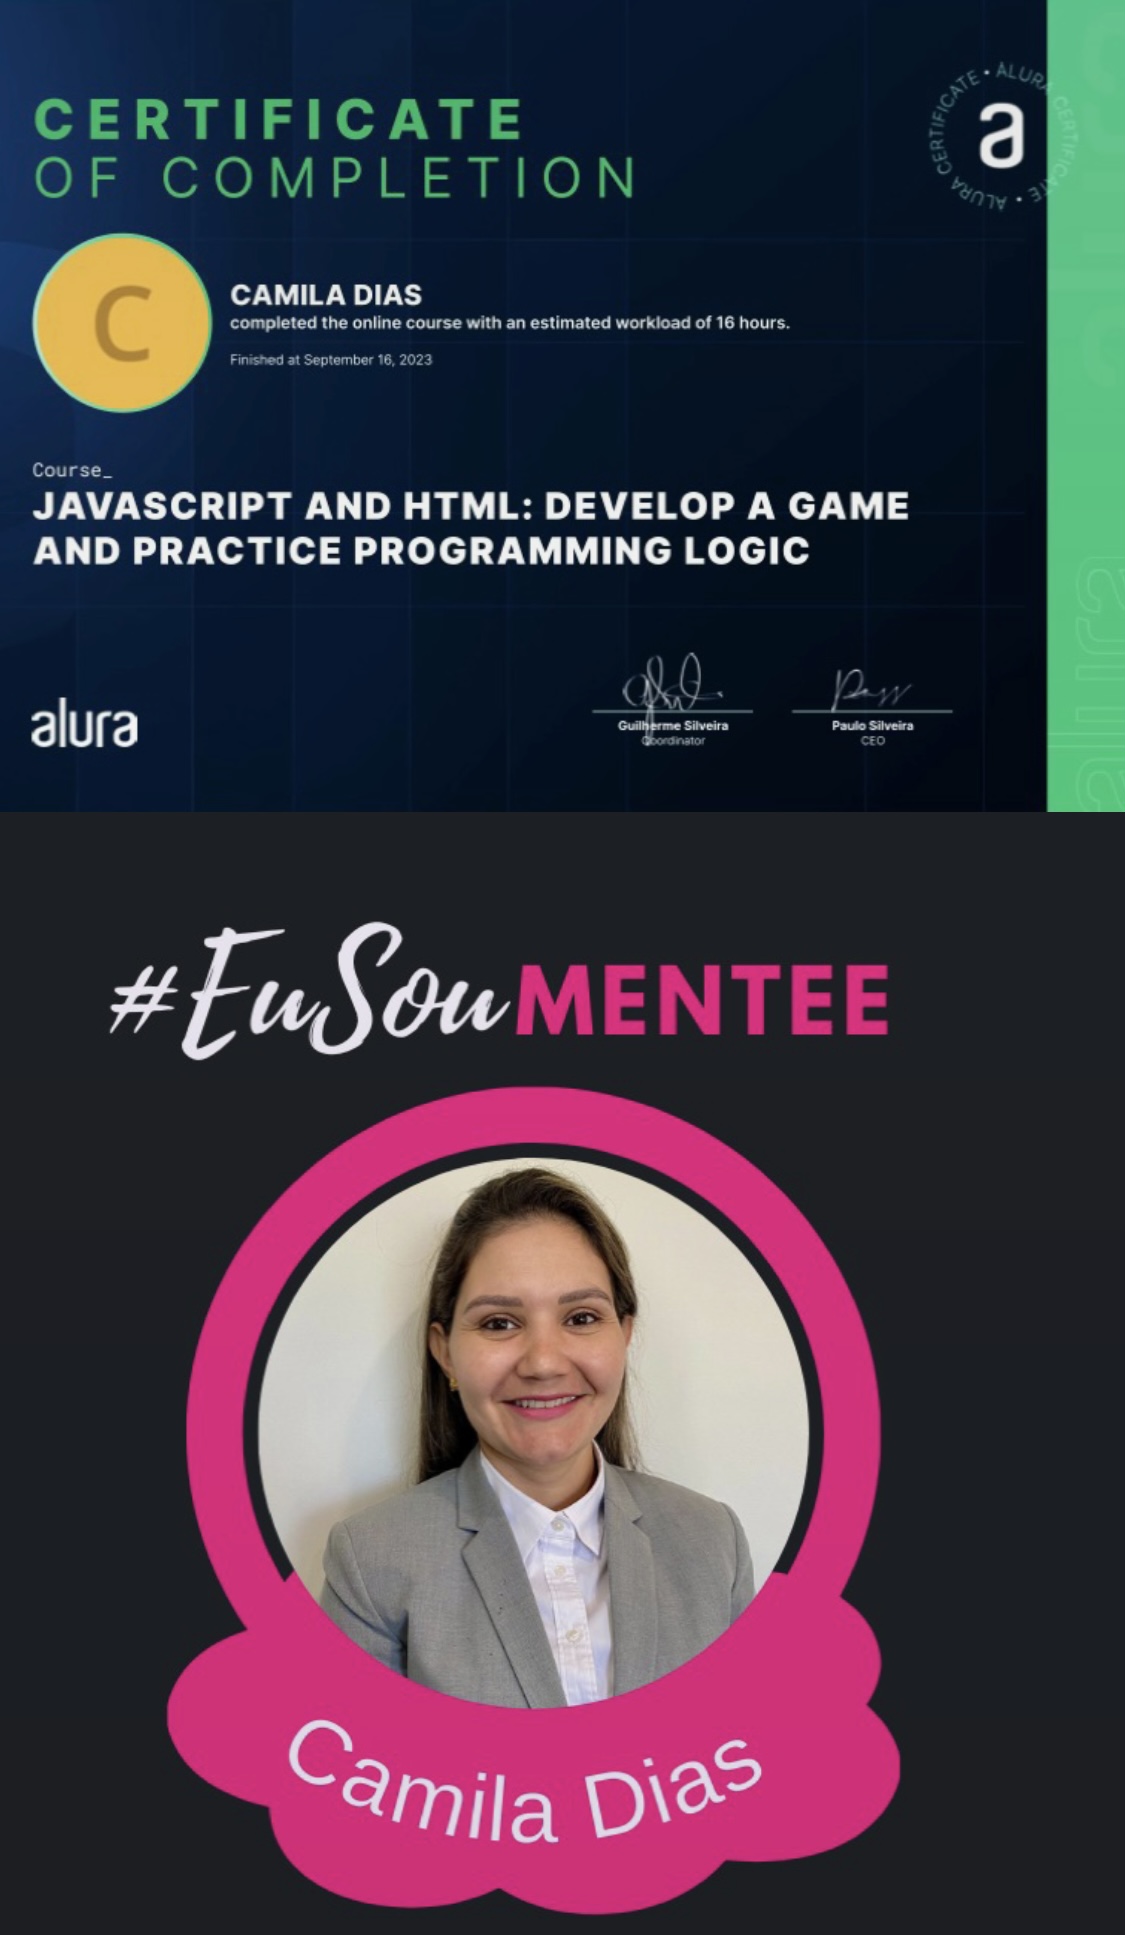 CERTIFICATE
OF COMPLETION
ALURA CERTIFICATE • ALURA CERTIFICATE •
a
C
CAMILA DIAS
completed the online course with an estimated workload of 16 hours.
Finished at September 16, 2023
Course_
JAVASCRIPT AND HTML: DEVELOP A GAME
AND PRACTICE PROGRAMMING LOGIC
alura
Guilherme Silveira
Coordinator
Paulo Silveira
CEO
alura
#EuSouMENTEE
Camila Dias